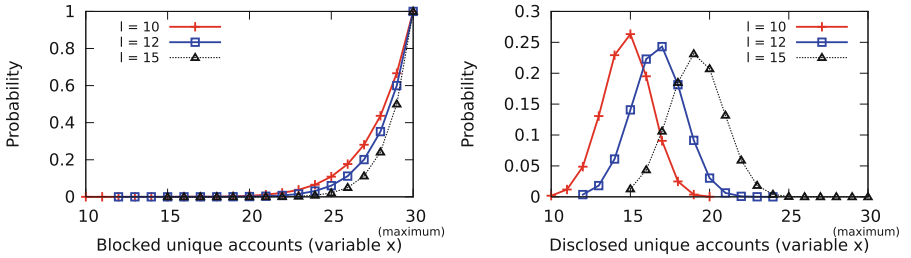 Probability
1
0.8
0.6
0.4
0.2
0
l = 10
l = 12
l = 15
10 15 20 25 30
(maximum)
Blocked unique accounts (variable x)
Probability
0.3
0.25
0.2
0.15
0.1
0.05
0
l = 10
l = 12
l = 15
10 15 20 25 30
(maximum)
Disclosed unique accounts (variable x)